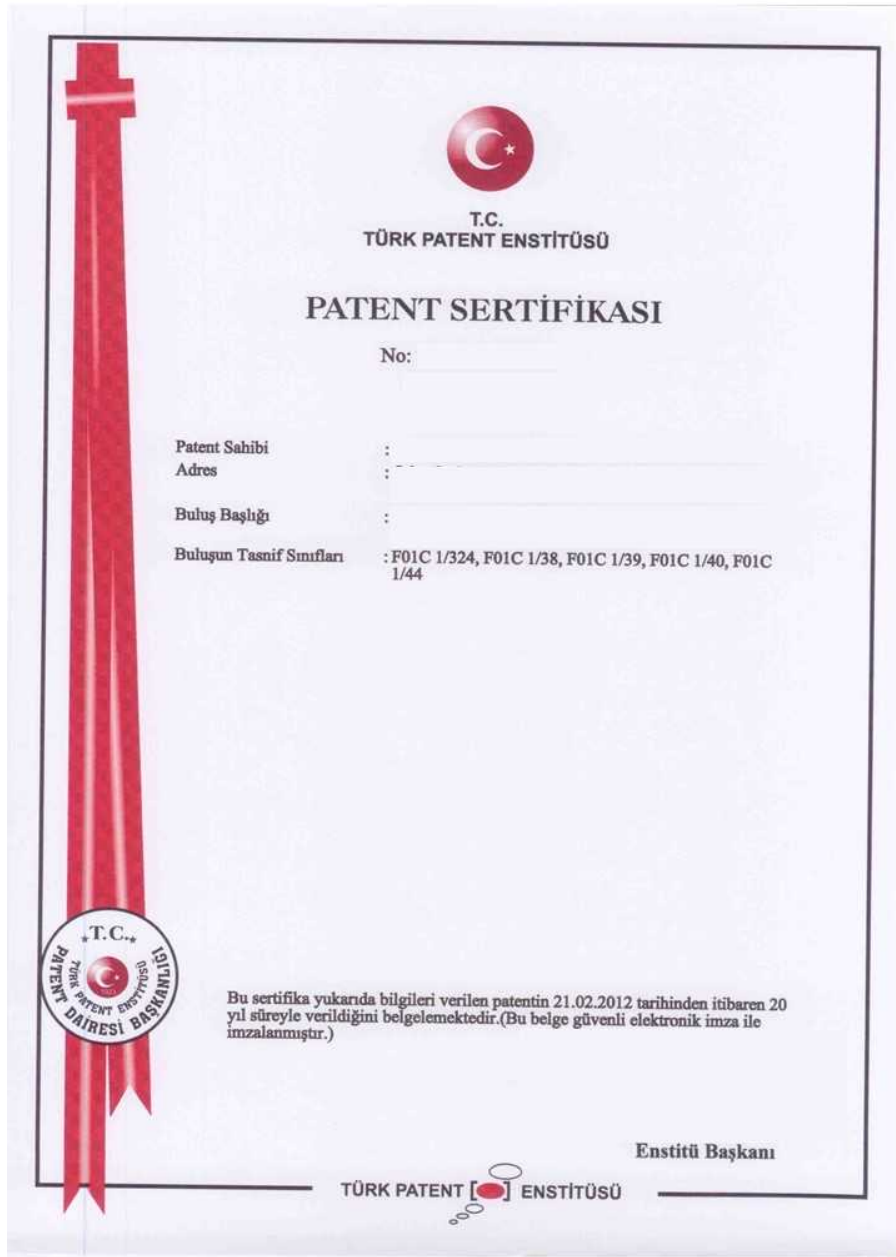 T.C.
TÜRK PATENT ENSTİTÜSÜ
PATENT SERTİFİKASI
No:
Patent Sahibi :
Adres :
Buluş Başlığı :
Buluşun Tasnif Sınıfları : F01C 1/324, F01C 1/38, F01C 1/39, F01C 1/40, F01C
1/44
T.C.
PATENT DAİRESİ BAŞKANLIĞI
TÜRK PATENT ENSTİTÜSÜ
Bu sertifika yukarıda bilgileri verilen patentin 21.02.2012 tarihinden itibaren 20
yıl süreyle verildiğini belgelemektedir.(Bu belge güvenli elektronik imza ile
imzalanmıştır.)
Enstitü Başkanı
TÜRK PATENT [ ] ENSTİTÜSÜ